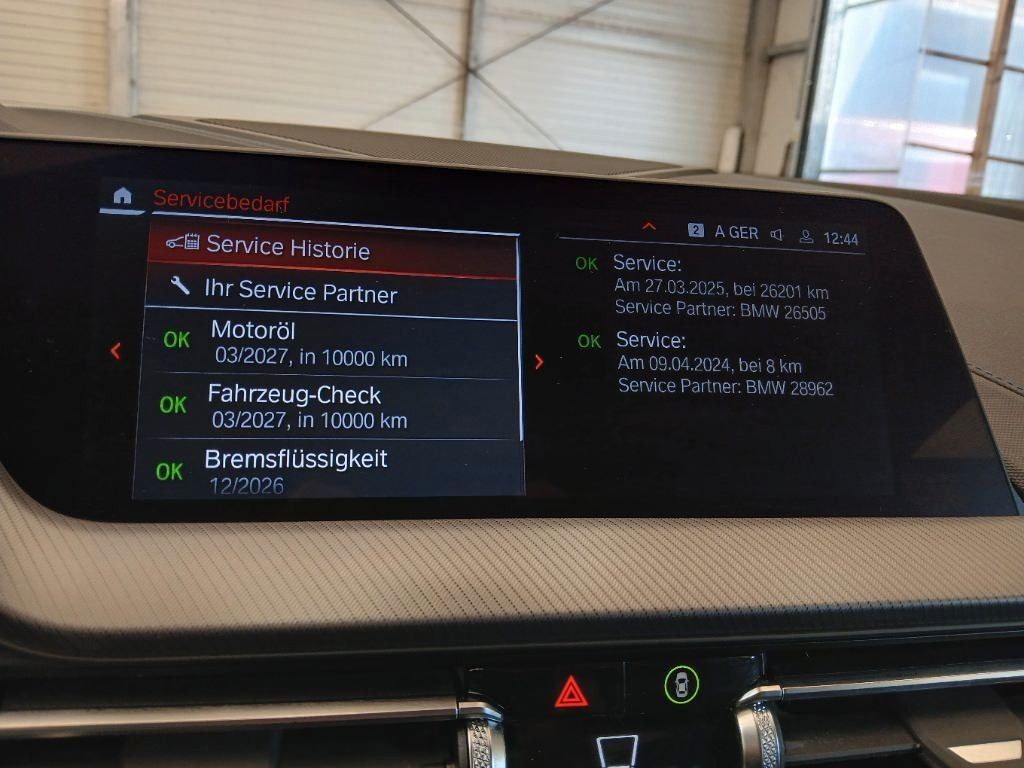 Servicebedarf
2 A GER 12:44
Service Historie
Ihr Service Partner
OK Motoröl
03/2027, in 10000 km
OK Fahrzeug-Check
03/2027, in 10000 km
OK Bremsflüssigkeit
12/2026
OK Service:
Am 27.03.2025, bei 26201 km
Service Partner: BMW 26505
OK Service:
Am 09.04.2024, bei 8 km
Service Partner: BMW 28962